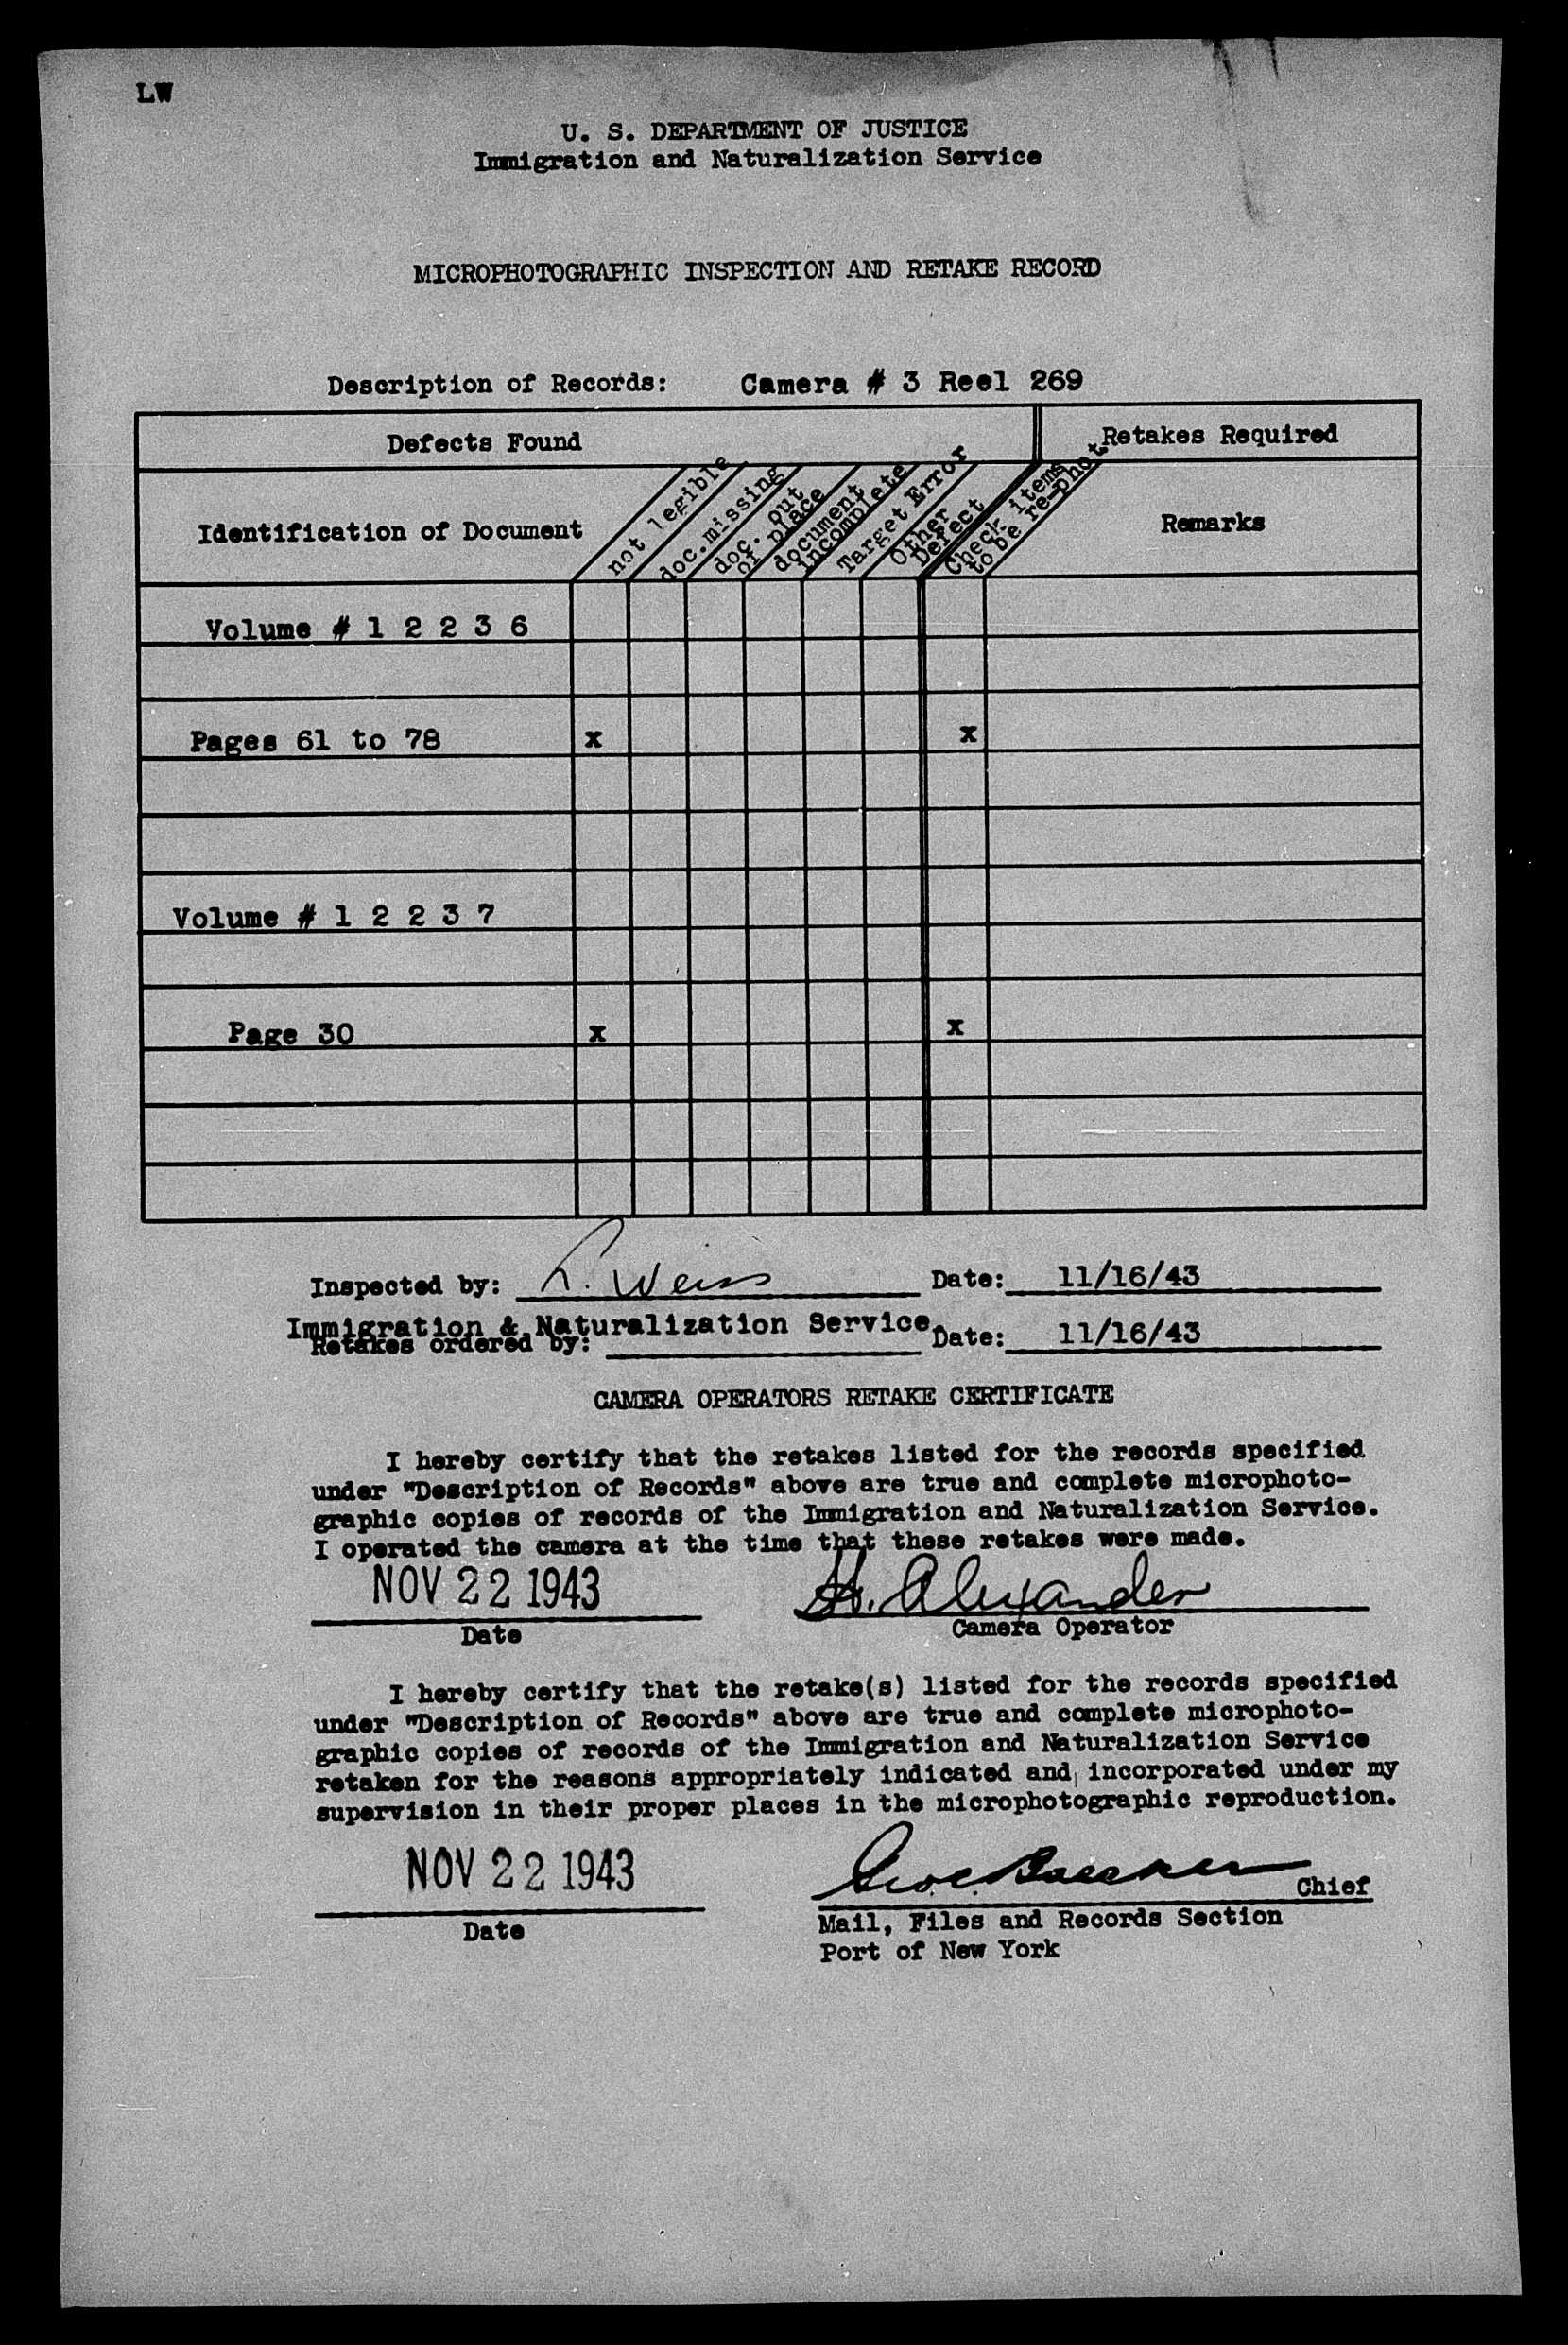 LW
U. S. DEPARTMENT OF JUSTICE
Immigration and Naturalization Service
MICROPHOTOGRAPHIC INSPECTION AND RETAKE RECORD
Description of Records: Camera # 3 Reel 269
Defects Found
Retakes Required
Identification of Document
not legible
doc. missing
doc. out
of place
document
incomplete
Target Error
Other
Defect
Check items
to be re-phot.
Remarks
Volume # 1 2 2 3 6
Pages 61 to 78 x x
Volume # 1 2 2 3 7
Page 30 x x
Inspected by: L. Weiss Date: 11/16/43
Immigration & Naturalization Service.
Retakes ordered by: Date: 11/16/43
CAMERA OPERATORS RETAKE CERTIFICATE
I hereby certify that the retakes listed for the records specified
under "Description of Records" above are true and complete microphoto-
graphic copies of records of the Immigration and Naturalization Service.
I operated the camera at the time that these retakes were made.
NOV 22 1943 Alexander
Date Camera Operator
I hereby certify that the retake(s) listed for the records specified
under "Description of Records" above are true and complete microphoto-
graphic copies of records of the Immigration and Naturalization Service
retaken for the reasons appropriately indicated and incorporated under my
supervision in their proper places in the microphotographic reproduction.
NOV 22 1943 Chief
Date Mail, Files and Records Section
Port of New York